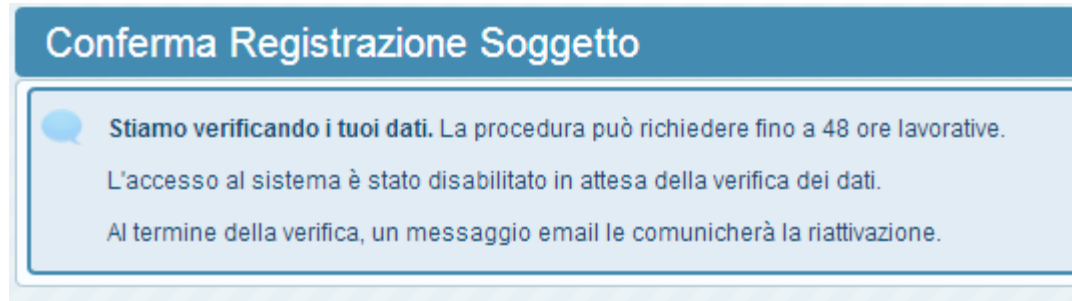 Conferma Registrazione Soggetto
Stiamo verificando i tuoi dati. La procedura può richiedere fino a 48 ore lavorative.
L'accesso al sistema è stato disabilitato in attesa della verifica dei dati.
Al termine della verifica, un messaggio email le comunicherà la riattivazione.